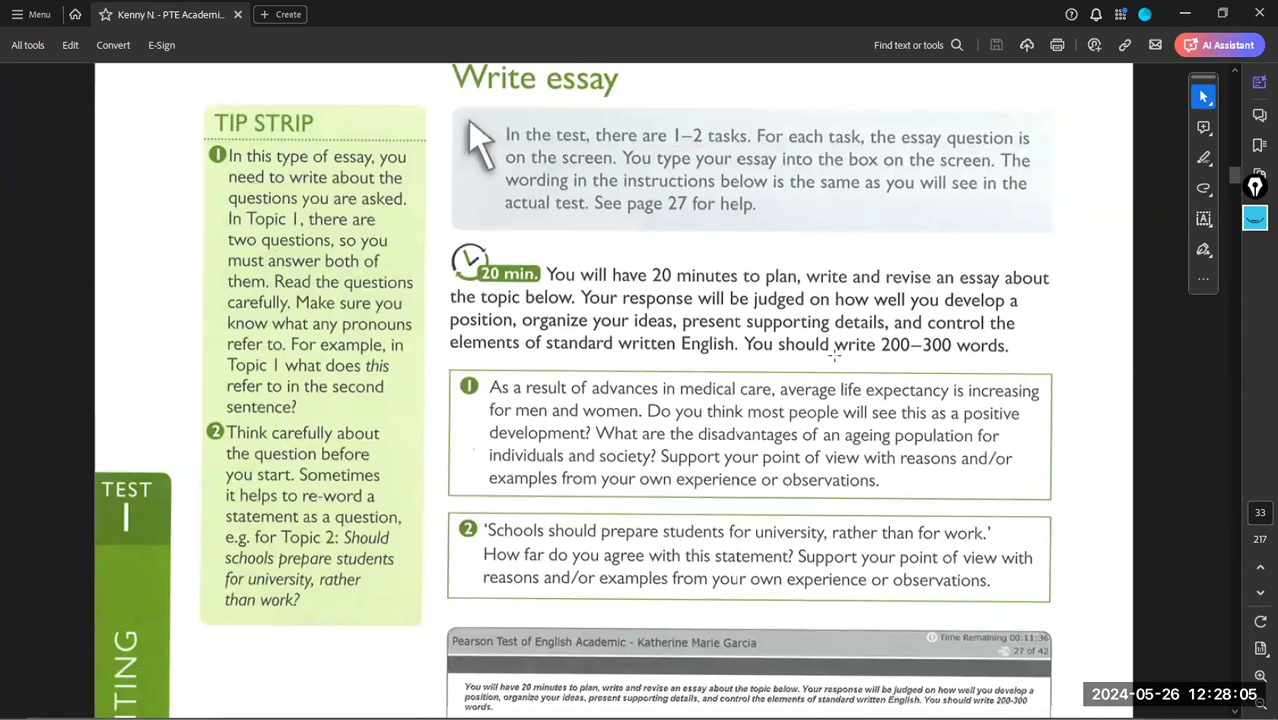 Menu
Kenny N. - PTE Academi...
Create
All tools
Edit
Convert
E-Sign
Find text or tools
AI Assistant
Write essay
TIP STRIP
1 In this type of essay, you
need to write about the
questions you are asked.
In Topic 1, there are
two questions, so you
must answer both of
them. Read the questions
carefully. Make sure you
know what any pronouns
refer to. For example, in
Topic 1 what does this
refer to in the second
sentence?
2 Think carefully about
the question before
you start. Sometimes
it helps to re-word a
statement as a question,
e.g. for Topic 2: Should
schools prepare students
for university, rather
than work?
In the test, there are 1–2 tasks. For each task, the essay question is
on the screen. You type your essay into the box on the screen. The
wording in the instructions below is the same as you will see in the
actual test. See page 27 for help.
20 min. You will have 20 minutes to plan, write and revise an essay about
the topic below. Your response will be judged on how well you develop a
position, organize your ideas, present supporting details, and control the
elements of standard written English. You should write 200–300 words.
1 As a result of advances in medical care, average life expectancy is increasing
for men and women. Do you think most people will see this as a positive
development? What are the disadvantages of an ageing population for
individuals and society? Support your point of view with reasons and/or
examples from your own experience or observations.
2 ‘Schools should prepare students for university, rather than for work.’
How far do you agree with this statement? Support your point of view with
reasons and/or examples from your own experience or observations.
TEST
1
ITING
Pearson Test of English Academic - Katherine Marie Garcia
Time Remaining 00:11:36
27 of 42
You will have 20 minutes to plan, write and revise an essay about the topic below. Your response will be judged on how well you develop a
position, organize your ideas, present supporting details, and control the elements of standard written English. You should write 200-300
words.
33
217
2024-05-26 12:28:05